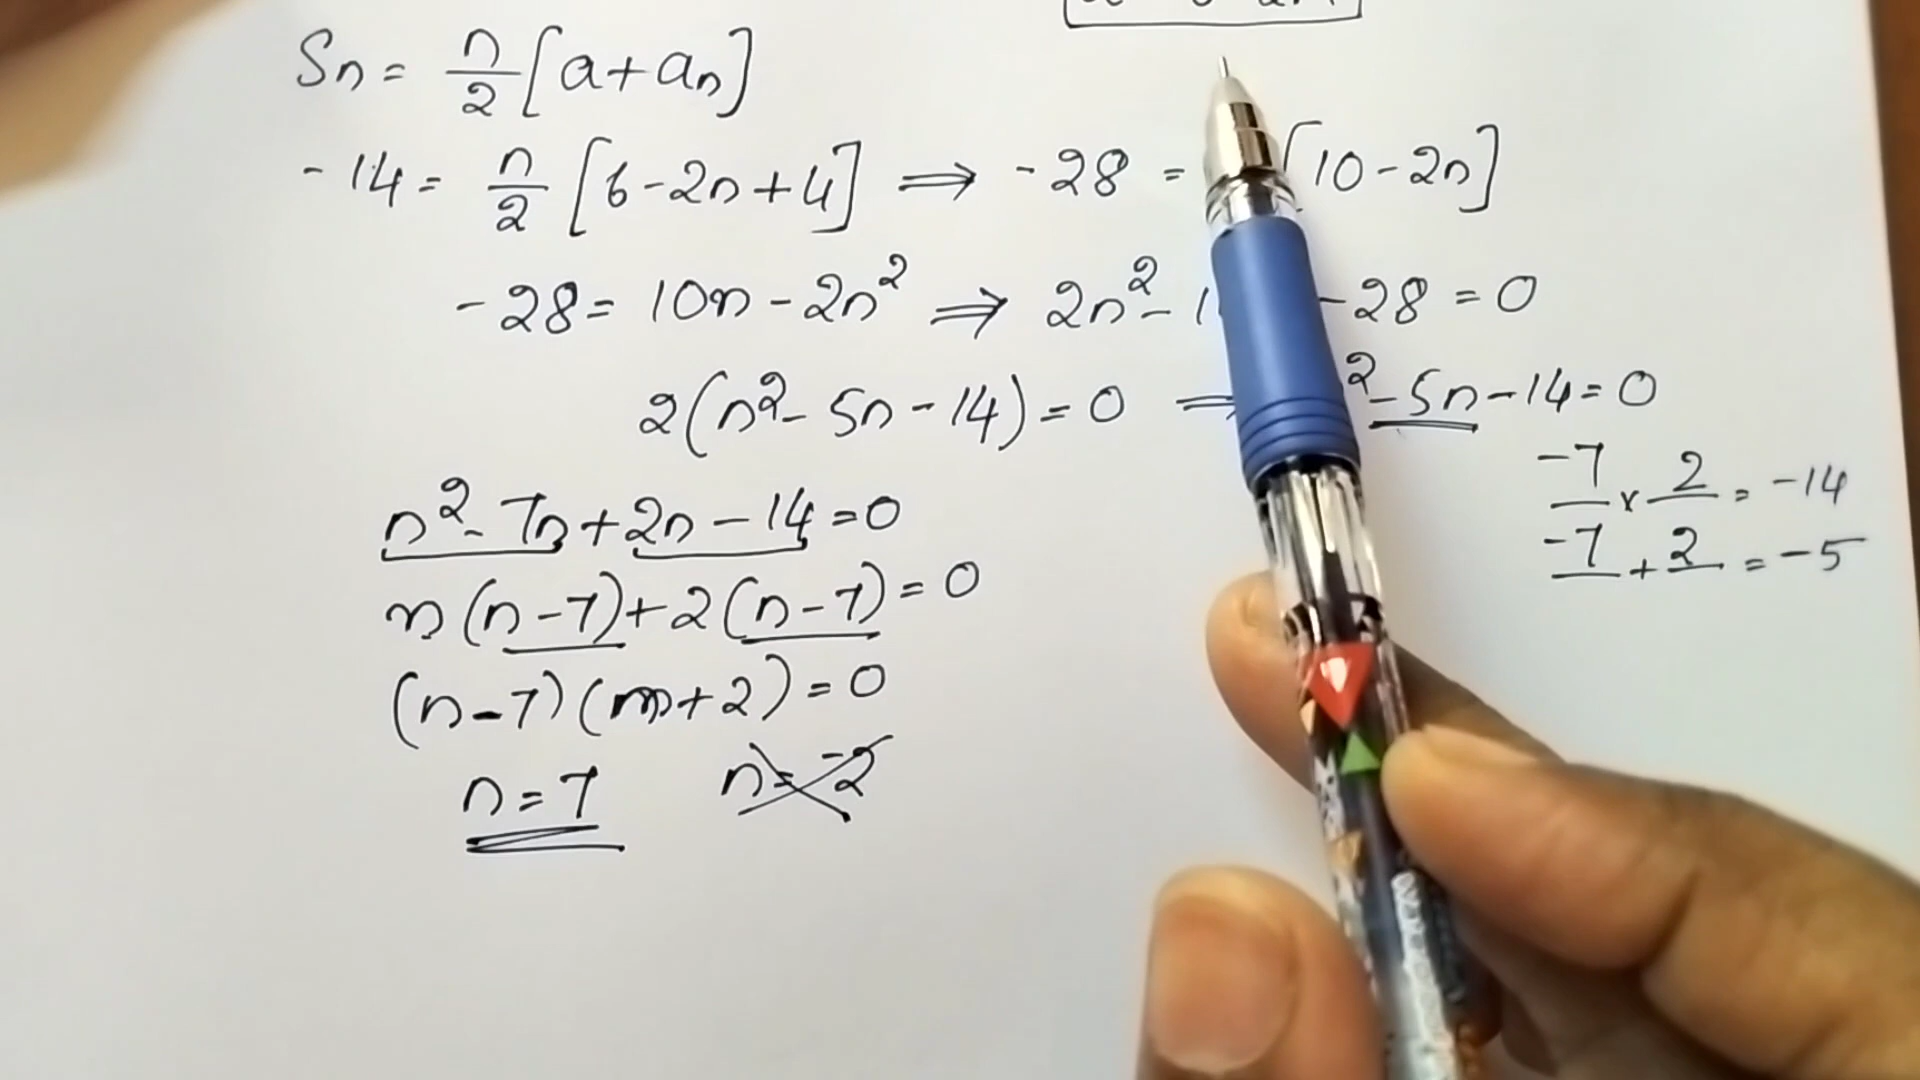 Sn = n/2 [a+an]
-14 = n/2 [6-2n+4] ⇒ -28 = [10-2n]
-28 = 10n - 2n² ⇒ 2n² - 1 -28 = 0
2(n² - 5n - 14) = 0 ⇒ ² - 5n - 14 = 0
-7 × 2 = -14
-7 + 2 = -5
n² - 7n + 2n - 14 = 0
n(n-7) + 2(n-7) = 0
(n-7)(n+2) = 0
n = 7 n = -2